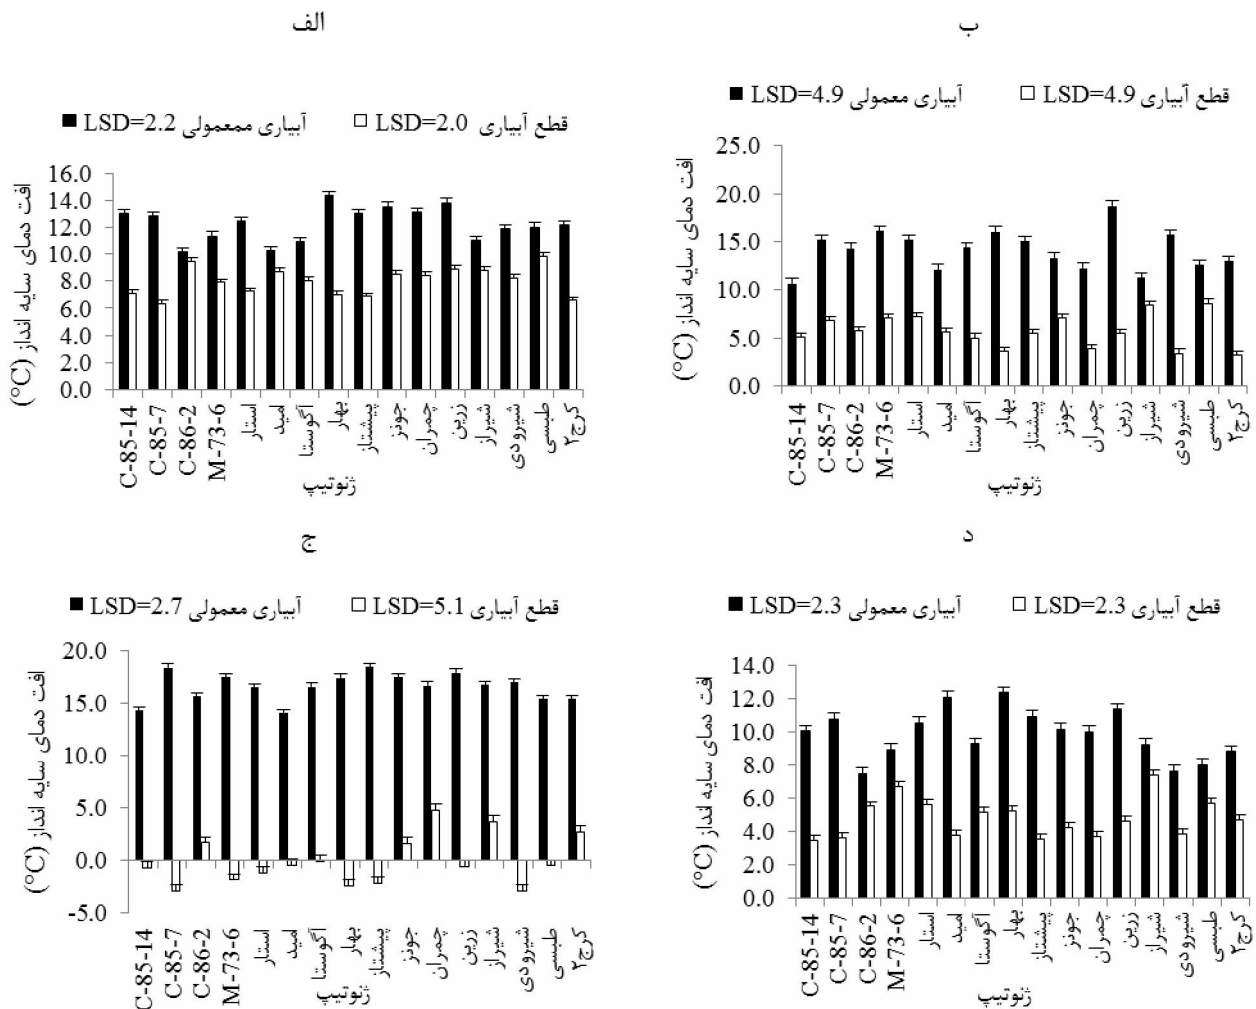 الف
■ آبیاری ممعمولی LSD=2.2 □ قطع آبیاری LSD=2.0
افت دمای سایه انداز (°C)
16.0
14.0
12.0
10.0
8.0
6.0
4.0
2.0
0.0
C-85-14 C-85-7 C-86-2 M-73-6 استار امید آگوستا بهار پیشتاز جونز چمران زرین شیراز شیرودی طبسی کرج۲
ژنوتیپ
ب
■ آبیاری معمولی LSD=4.9 □ قطع آبیاری LSD=4.9
افت دمای سایه انداز (°C)
25.0
20.0
15.0
10.0
5.0
0.0
C-85-14 C-85-7 C-86-2 M-73-6 استار امید آگوستا بهار پیشتاز جونز چمران زرین شیراز شیرودی طبسی کرج۲
ژنوتیپ
ج
■ آبیاری معمولی LSD=2.7 □ قطع آبیاری LSD=5.1
افت دمای سایه انداز (°C)
20.0
15.0
10.0
5.0
0.0
-5.0
C-85-14 C-85-7 C-86-2 M-73-6 استار امید آگوستا بهار پیشتاز جونز چمران زرین شیراز شیرودی طبسی کرج۲
ژنوتیپ
د
■ آبیاری معمولی LSD=2.3 □ قطع آبیاری LSD=2.3
افت دمای سایه انداز (°C)
14.0
12.0
10.0
8.0
6.0
4.0
2.0
0.0
C-85-14 C-85-7 C-86-2 M-73-6 استار امید آگوستا بهار پیشتاز جونز چمران زرین شیراز شیرودی طبسی کرج۲
ژنوتیپ